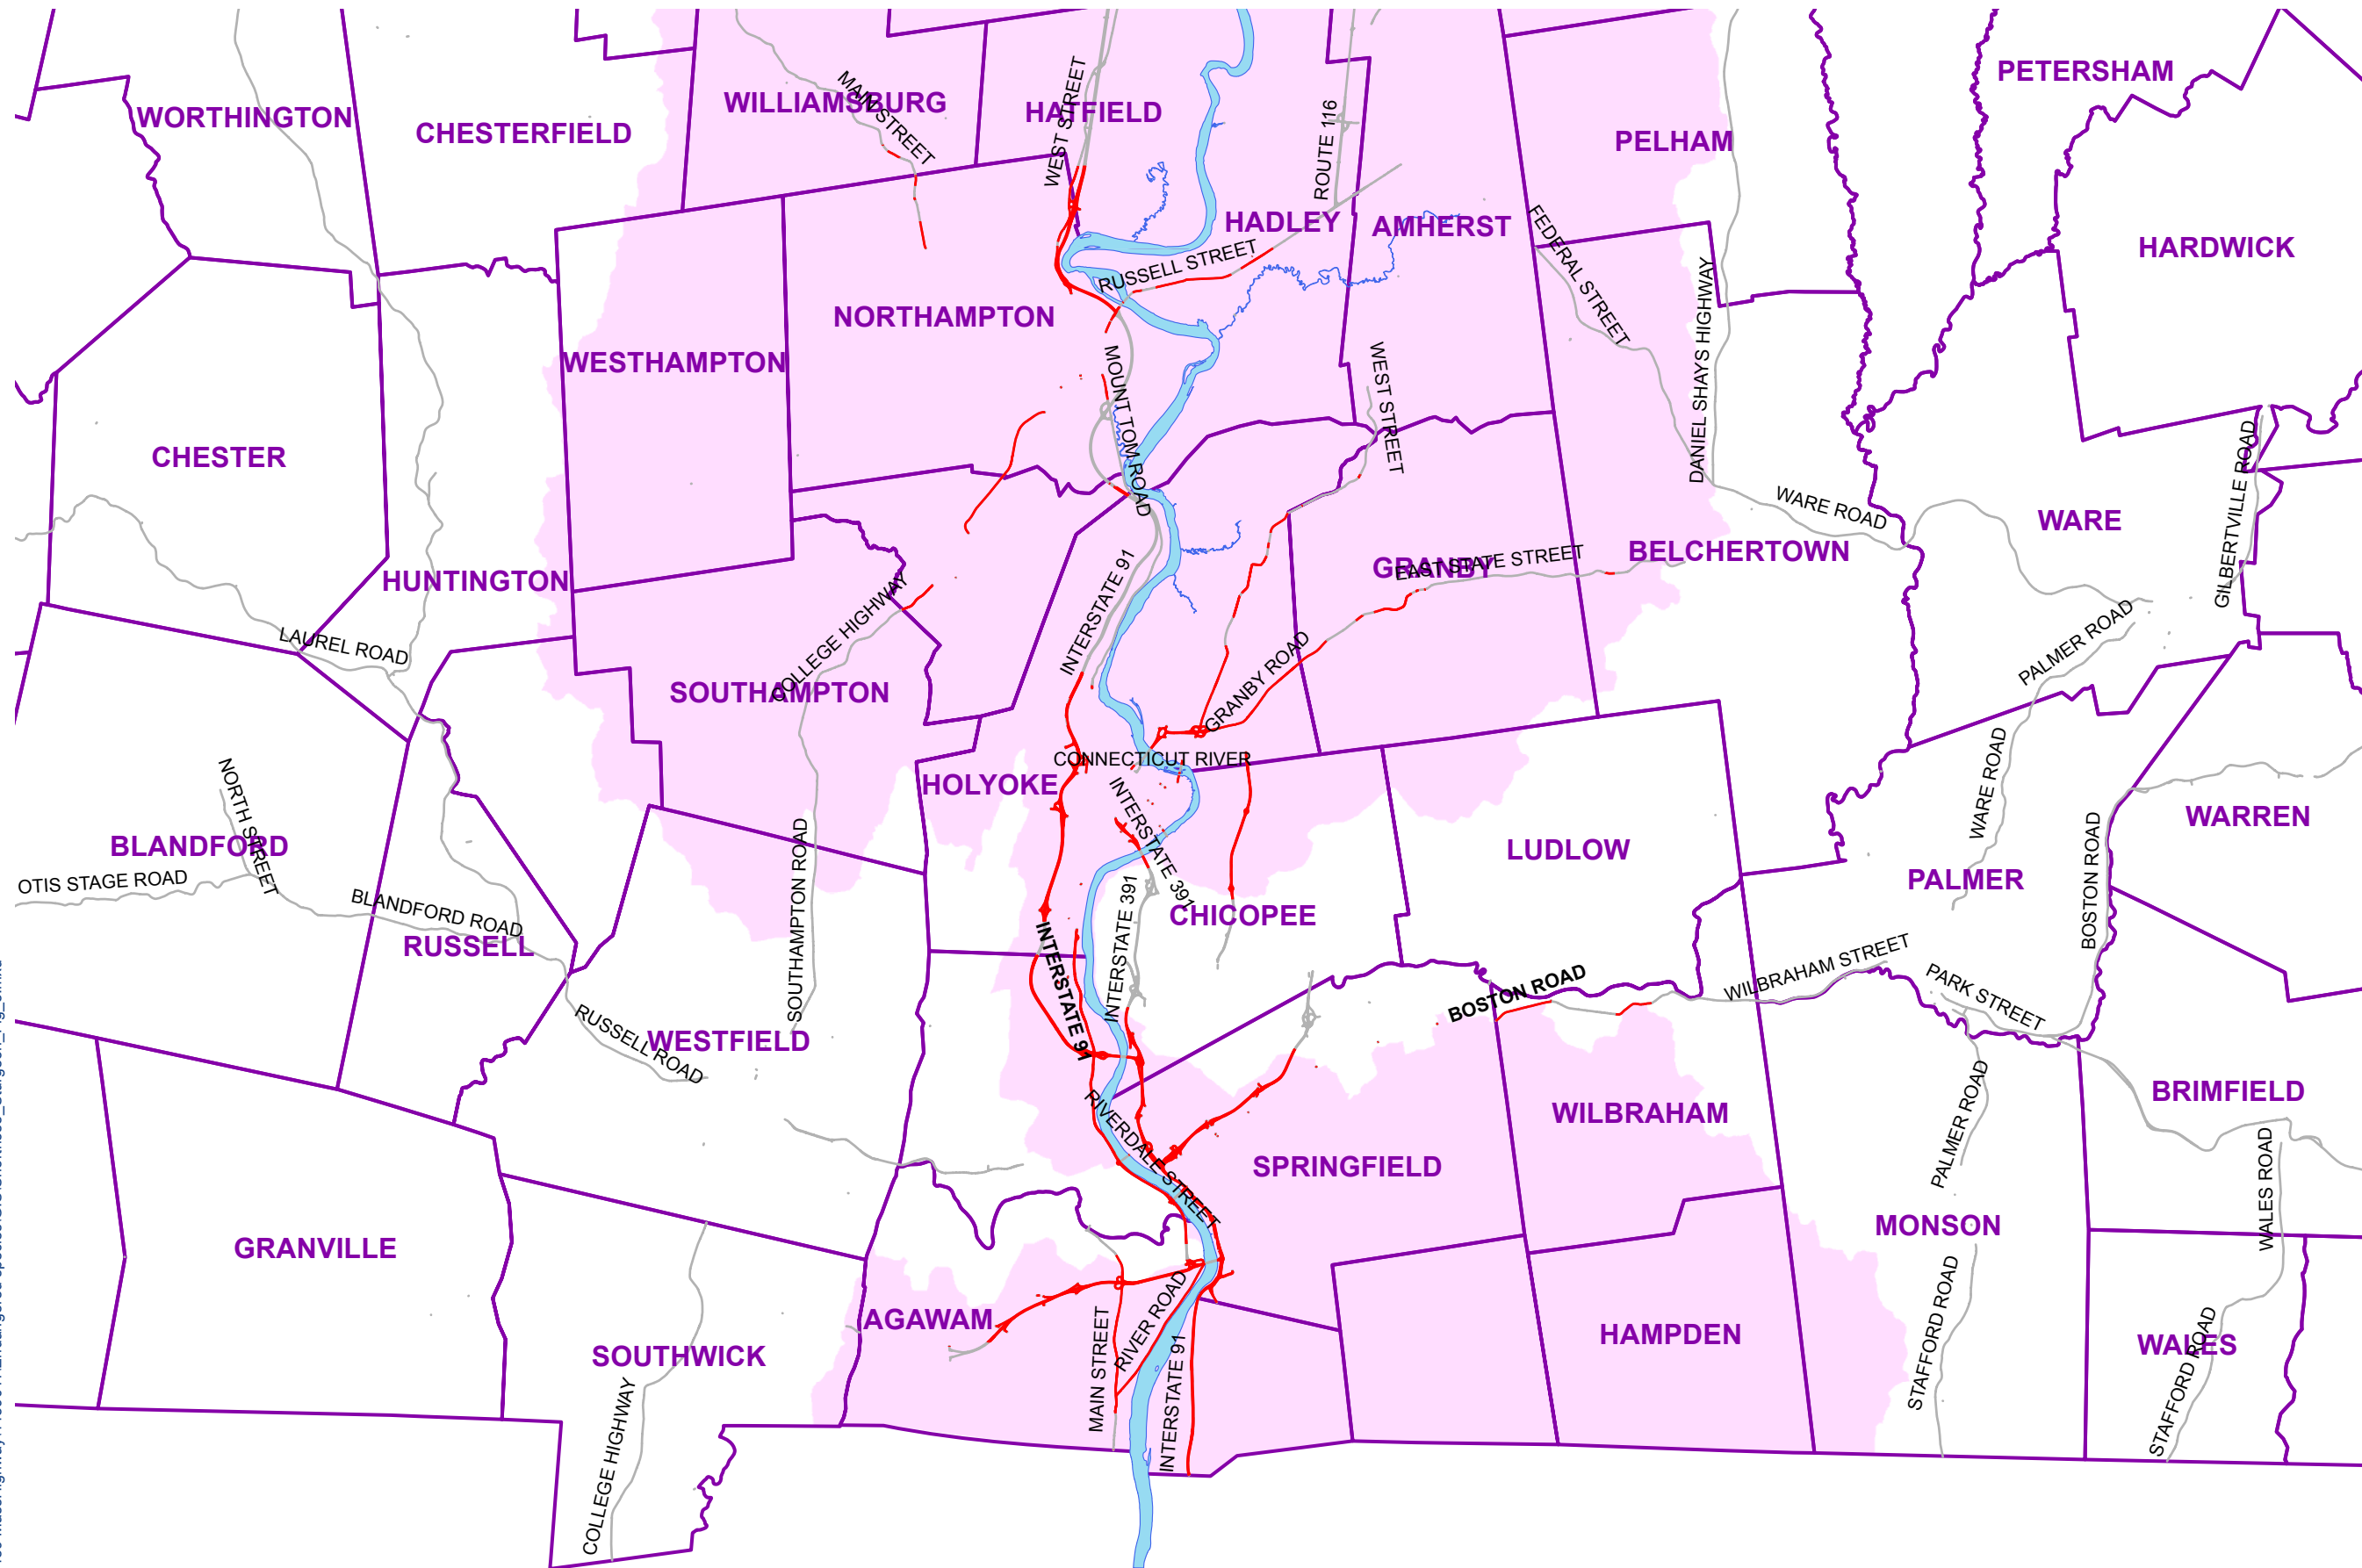 PETERSHAM
WORTHINGTON
CHESTERFIELD
WILLIAMSBURG
MAIN STREET
HATFIELD
WEST STREET
ROUTE 116
PELHAM
HADLEY
AMHERST
HARDWICK
RUSSELL STREET
FEDERAL STREET
DANIEL SHAYS HIGHWAY
NORTHAMPTON
WESTHAMPTON
MOUNT TOM ROAD
WEST STREET
CHESTER
WARE ROAD
WARE
GILBERTVILLE ROAD
HUNTINGTON
GRANBY
EAST STATE STREET
BELCHERTOWN
INTERSTATE 91
COLLEGE HIGHWAY
LAUREL ROAD
PALMER ROAD
SOUTHAMPTON
GRANBY ROAD
CONNECTICUT RIVER
HOLYOKE
INTERSTATE 391
WARE ROAD
WARREN
NORTH STREET
BLANDFORD
LUDLOW
PALMER
BOSTON ROAD
OTIS STAGE ROAD
BLANDFORD ROAD
SOUTHAMPTON ROAD
RUSSELL
INTERSTATE 91
INTERSTATE 391
CHICOPEE
BOSTON ROAD
WILBRAHAM STREET
PARK STREET
RUSSELL ROAD
WESTFIELD
RIVERDALE STREET
WILBRAHAM
BRIMFIELD
PALMER ROAD
SPRINGFIELD
WALES ROAD
MONSON
GRANVILLE
AGAWAM
MAIN STREET
RIVER ROAD
INTERSTATE 91
HAMPDEN
STAFFORD ROAD
WALES
STAFFORD ROAD
SOUTHWICK
COLLEGE HIGHWAY